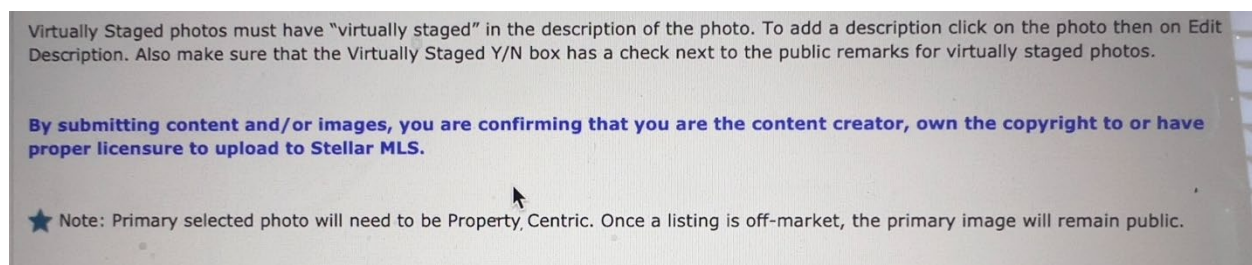 Virtually Staged photos must have “virtually staged” in the description of the photo. To add a description click on the photo then on Edit
Description. Also make sure that the Virtually Staged Y/N box has a check next to the public remarks for virtually staged photos.
By submitting content and/or images, you are confirming that you are the content creator, own the copyright to or have
proper licensure to upload to Stellar MLS.
Note: Primary selected photo will need to be Property Centric. Once a listing is off-market, the primary image will remain public.